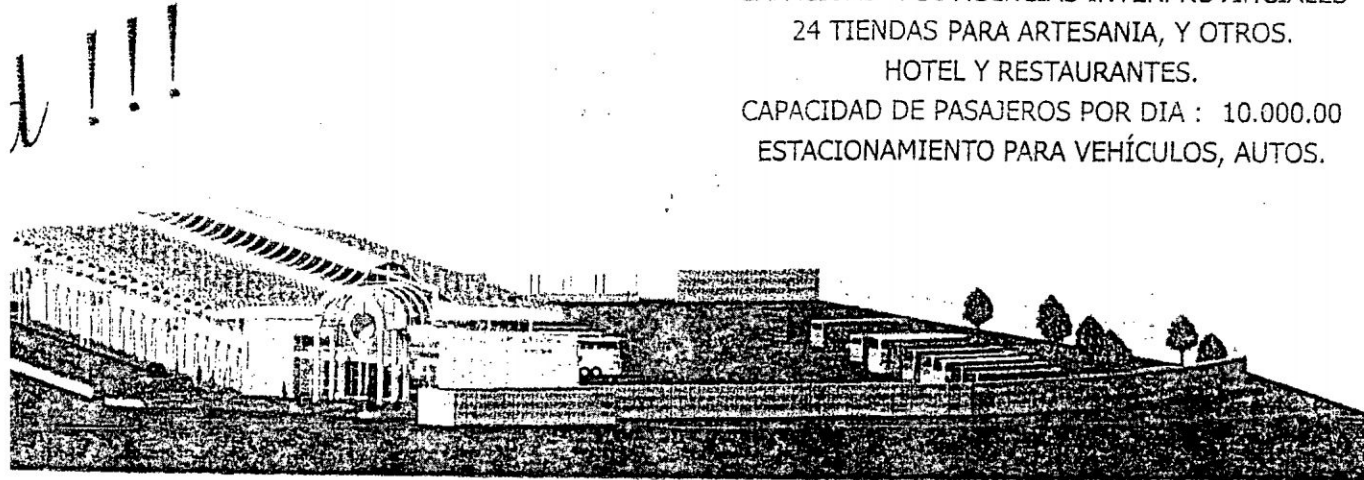 !!!
INTERPROVINCIALES
24 TIENDAS PARA ARTESANIA, Y OTROS.
HOTEL Y RESTAURANTES.
CAPACIDAD DE PASAJEROS POR DIA : 10.000.00
ESTACIONAMIENTO PARA VEHÍCULOS, AUTOS.